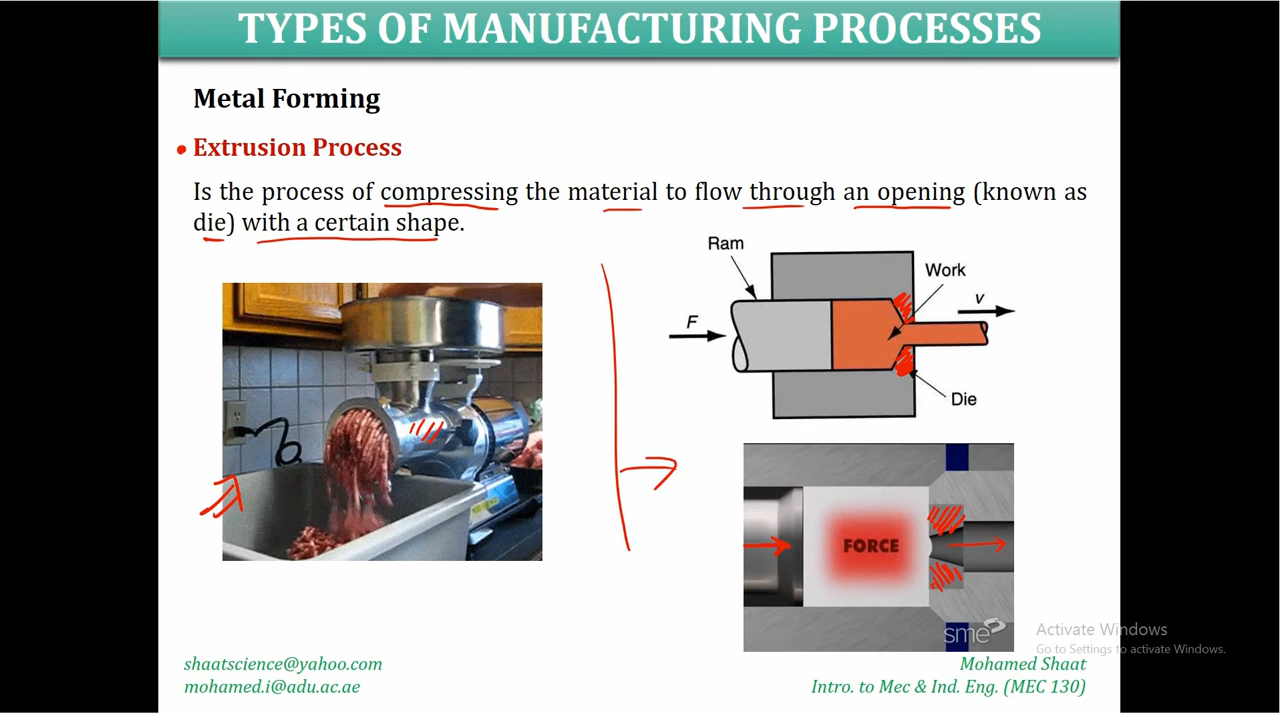 TYPES OF MANUFACTURING PROCESSES
Metal Forming
• Extrusion Process
Is the process of compressing the material to flow through an opening (known as
die) with a certain shape.
Ram
Work
F
v
Die
FORCE
sme
Activate Windows
Go to Settings to activate Windows.
shaatscience@yahoo.com
mohamed.i@adu.ac.ae
Mohamed Shaat
Intro. to Mec & Ind. Eng. (MEC 130)